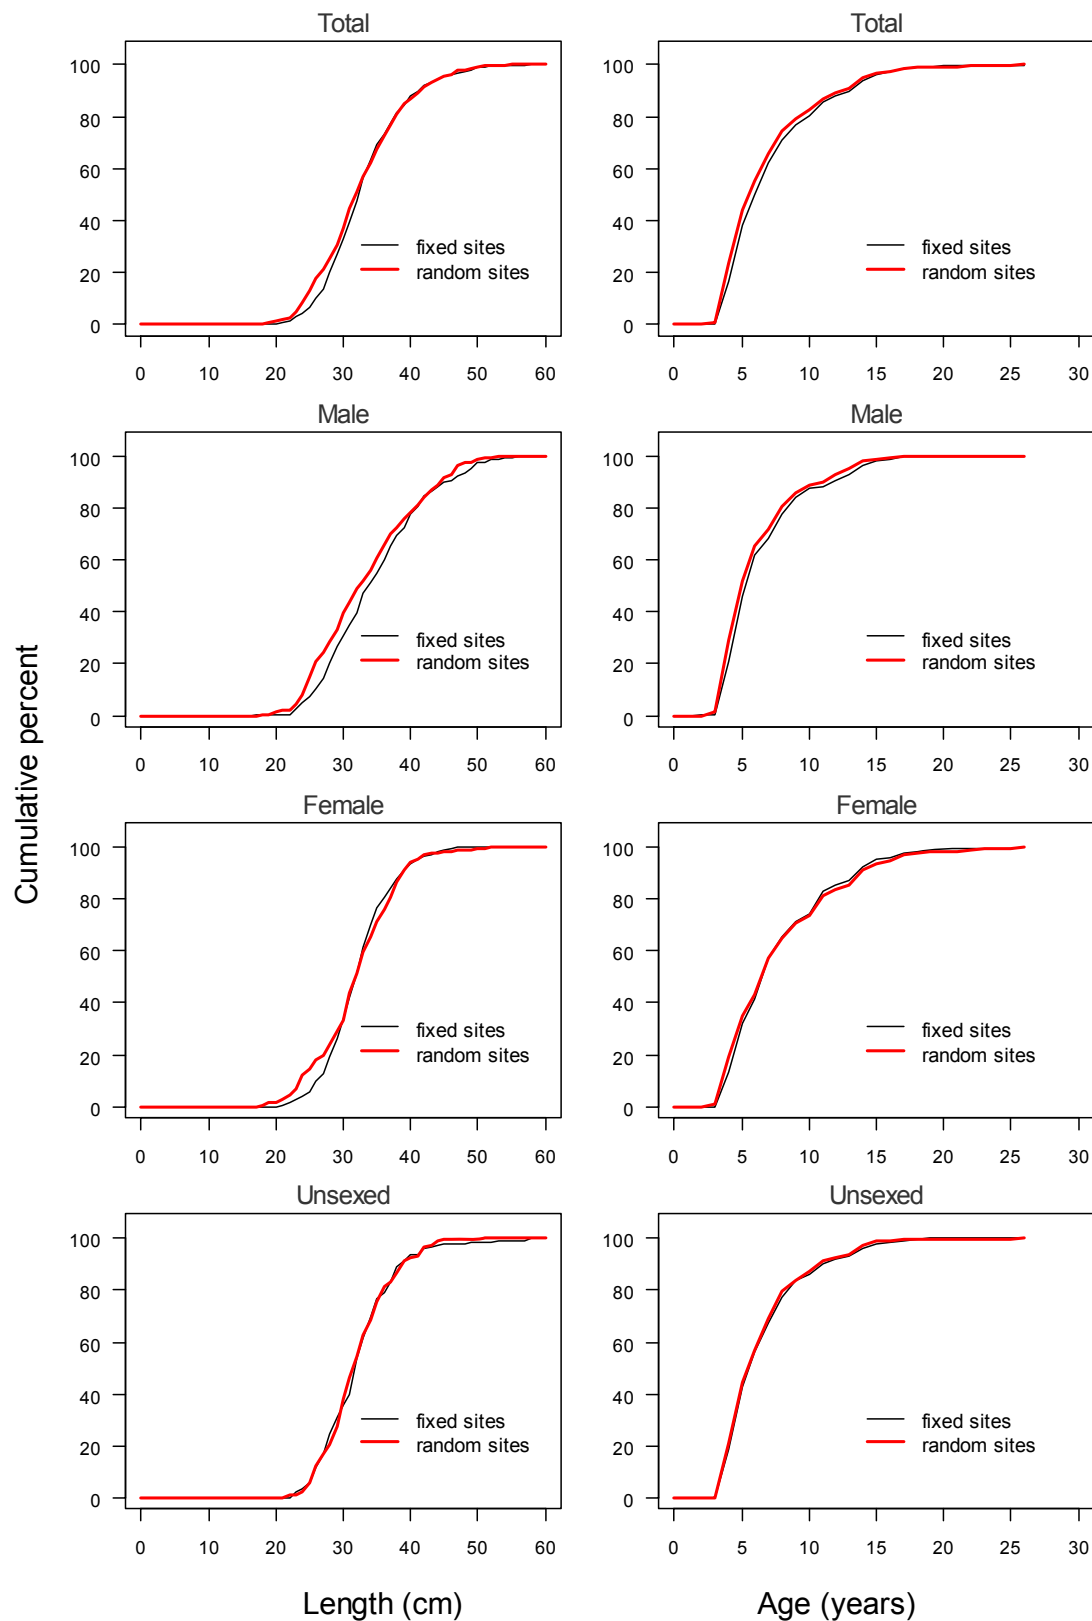 Total
Total
100
80
60
40
20
0
fixed sites
random sites
0 10 20 30 40 50 60
100
80
60
40
20
0
fixed sites
random sites
0 5 10 15 20 25 30
Male
Male
100
80
60
40
20
0
fixed sites
random sites
0 10 20 30 40 50 60
100
80
60
40
20
0
fixed sites
random sites
0 5 10 15 20 25 30
Cumulative percent
Female
Female
100
80
60
40
20
0
fixed sites
random sites
0 10 20 30 40 50 60
100
80
60
40
20
0
fixed sites
random sites
0 5 10 15 20 25 30
Unsexed
Unsexed
100
80
60
40
20
0
fixed sites
random sites
0 10 20 30 40 50 60
100
80
60
40
20
0
fixed sites
random sites
0 5 10 15 20 25 30
Length (cm)
Age (years)